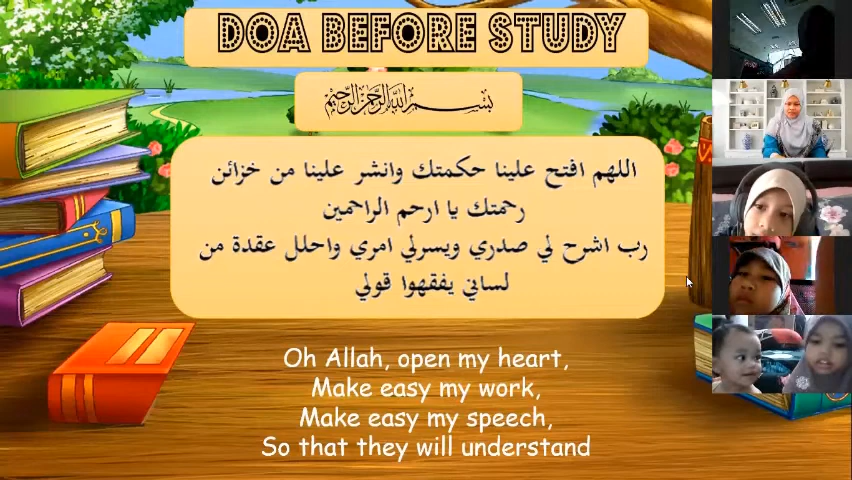 DOA BEFORE STUDY
بسم الله الرحمن الرحيم
اللهم افتح علينا حكمتك وانشر علينا من خزائن
رحمتك يا ارحم الراحمين
رب اشرح لي صدري ويسرلي امري واحلل عقدة من
لساني يفقهوا قولي
Oh Allah, open my heart,
Make easy my work,
Make easy my speech,
So that they will understand